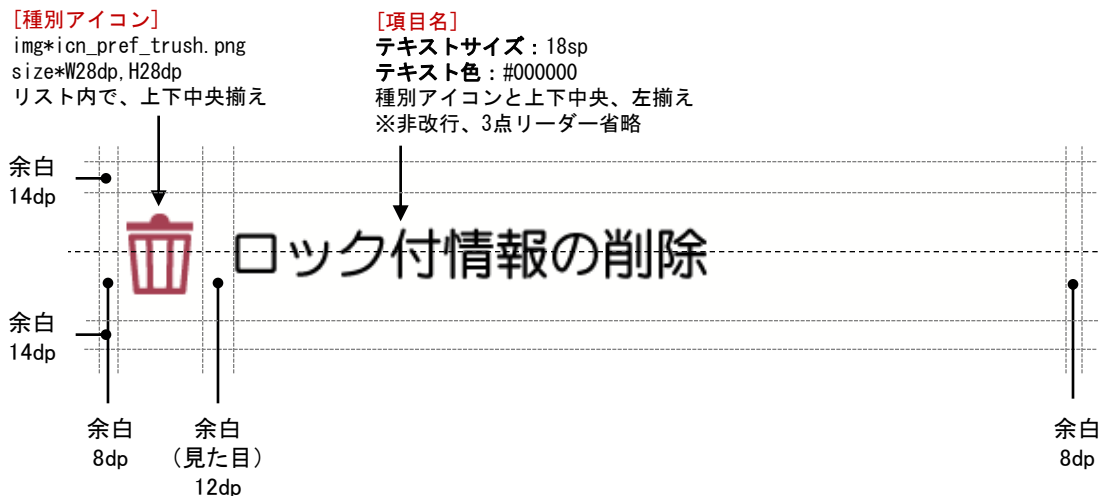 [種別アイコン]
img*icn_pref_trush.png
size*W28dp,H28dp
リスト内で、上下中央揃え
[項目名]
テキストサイズ：18sp
テキスト色：#000000
種別アイコンと上下中央、左揃え
※非改行、3点リーダー省略
余白
14dp
ロック付情報の削除
余白
14dp
余白
8dp
余白
（見た目）
12dp
余白
8dp